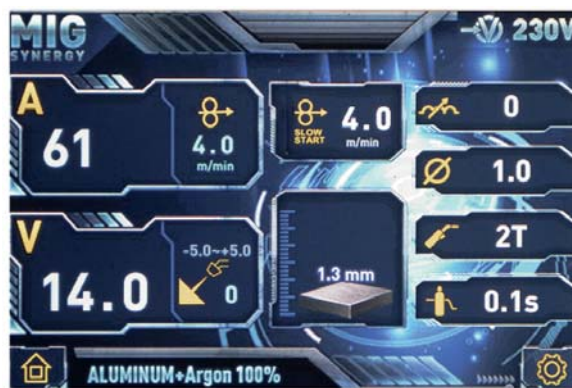 MIG
SYNERGY
230V
A
61
4.0
m/min
SLOW
START
4.0
0
1.0
V
14.0
-5.0~+5.0
0
1.3 mm
2T
0.1s
ALUMINUM+Argon 100%